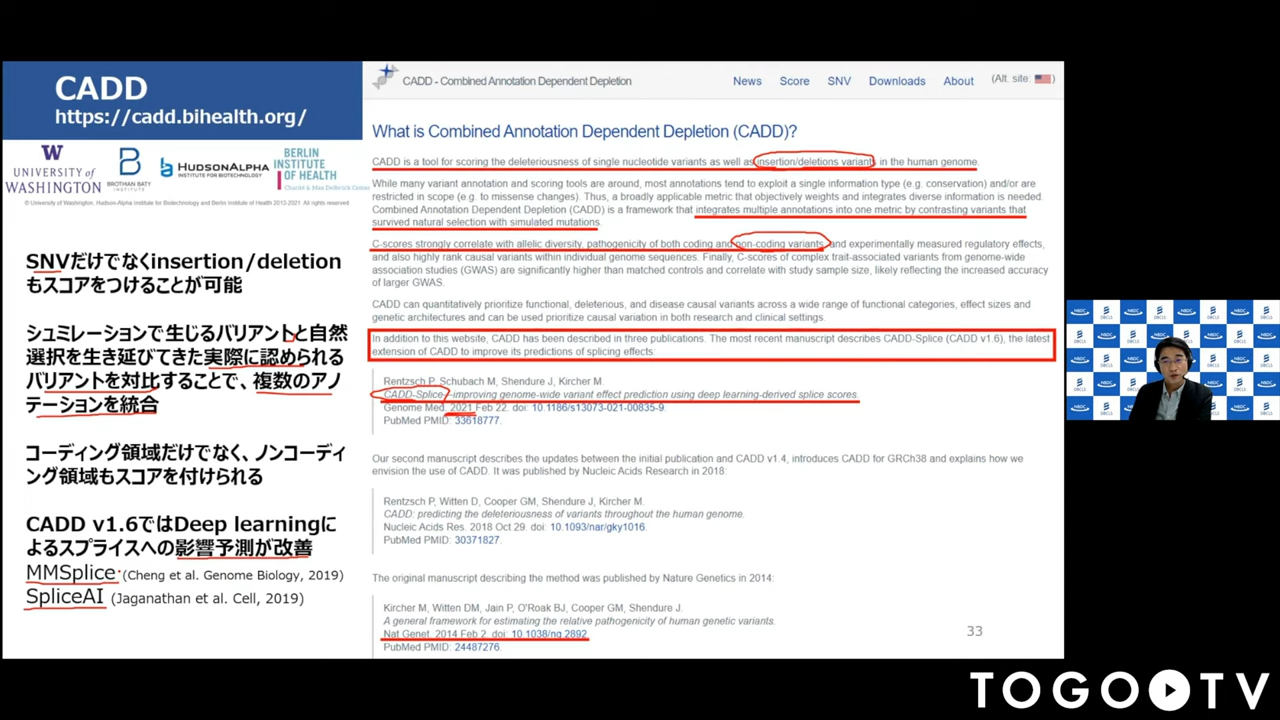 CADD
https://cadd.bihealth.org/
W
UNIVERSITY of
WASHINGTON
BROTMAN BATY
INSTITUTE
HUDSONALPHA
INSTITUTE FOR BIOTECHNOLOGY
BERLIN
INSTITUTE
OF HEALTH
Charité & Max Delbrück Center
© University of Washington, Hudson-Alpha Institute for Biotechnology and Berlin Institute of Health 2013-2021. All rights reserved.
SNVだけでなくinsertion/deletion
もスコアをつけることが可能
シュミレーションで生じるバリアントと自然
選択を生き延びてきた実際に認められる
バリアントを対比することで、複数のアノ
テーションを統合
コーディング領域だけでなく、ノンコーディ
ング領域もスコアを付けられる
CADD v1.6ではDeep learningに
よるスプライスへの影響予測が改善
MMSplice (Cheng et al. Genome Biology, 2019)
SpliceAI (Jaganathan et al. Cell, 2019)
CADD - Combined Annotation Dependent Depletion
News Score SNV Downloads About (Alt. site: )
What is Combined Annotation Dependent Depletion (CADD)?
CADD is a tool for scoring the deleteriousness of single nucleotide variants as well as insertion/deletions variants in the human genome.
While many variant annotation and scoring tools are around, most annotations tend to exploit a single information type (e.g. conservation) and/or are
restricted in scope (e.g. to missense changes). Thus, a broadly applicable metric that objectively weights and integrates diverse information is needed.
Combined Annotation Dependent Depletion (CADD) is a framework that integrates multiple annotations into one metric by contrasting variants that
survived natural selection with simulated mutations.
C-scores strongly correlate with allelic diversity, pathogenicity of both coding and non-coding variants, and experimentally measured regulatory effects,
and also highly rank causal variants within individual genome sequences. Finally, C-scores of complex trait-associated variants from genome-wide
association studies (GWAS) are significantly higher than matched controls and correlate with study sample size, likely reflecting the increased accuracy
of larger GWAS.
CADD can quantitatively prioritize functional, deleterious, and disease causal variants across a wide range of functional categories, effect sizes and
genetic architectures and can be used prioritize causal variation in both research and clinical settings.
In addition to this website, CADD has been described in three publications. The most recent manuscript describes CADD-Splice (CADD v1.6), the latest
extension of CADD to improve its predictions of splicing effects:
Rentzsch P, Schubach M, Shendure J, Kircher M.
CADD-Splice—improving genome-wide variant effect prediction using deep learning-derived splice scores.
Genome Med. 2021 Feb 22. doi: 10.1186/s13073-021-00835-9.
PubMed PMID: 33618777.
Our second manuscript describes the updates between the initial publication and CADD v1.4, introduces CADD for GRCh38 and explains how we
envision the use of CADD. It was published by Nucleic Acids Research in 2018:
Rentzsch P, Witten D, Cooper GM, Shendure J, Kircher M.
CADD: predicting the deleteriousness of variants throughout the human genome.
Nucleic Acids Res. 2018 Oct 29. doi: 10.1093/nar/gky1016.
PubMed PMID: 30371827.
The original manuscript describing the method was published by Nature Genetics in 2014:
Kircher M, Witten DM, Jain P, O'Roak BJ, Cooper GM, Shendure J.
A general framework for estimating the relative pathogenicity of human genetic variants.
Nat Genet. 2014 Feb 2. doi: 10.1038/ng.2892.
PubMed PMID: 24487276.
33
NBDC
DBCLS
TOGO TV